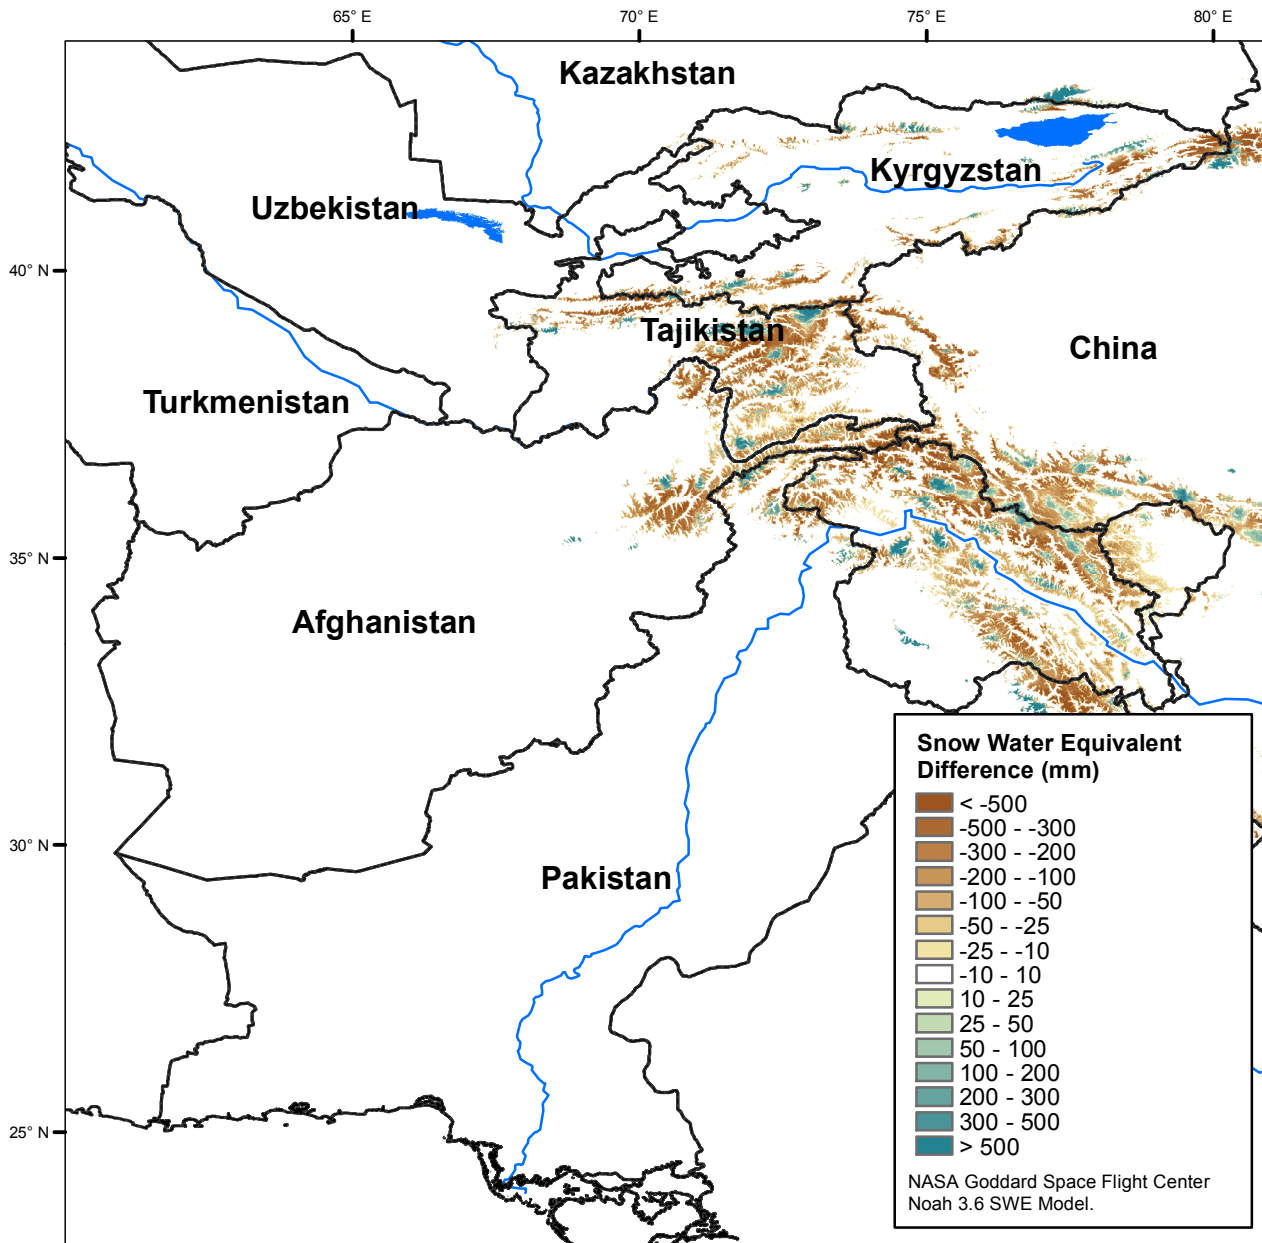 65° E
70° E
75° E
80° E
Kazakhstan
Kyrgyzstan
Uzbekistan
40° N
Tajikistan
China
Turkmenistan
35° N
Afghanistan
30° N
Pakistan
25° N
Snow Water Equivalent
Difference (mm)
< -500
-500 - -300
-300 - -200
-200 - -100
-100 - -50
-50 - -25
-25 - -10
-10 - 10
10 - 25
25 - 50
50 - 100
100 - 200
200 - 300
300 - 500
> 500
NASA Goddard Space Flight Center
Noah 3.6 SWE Model.